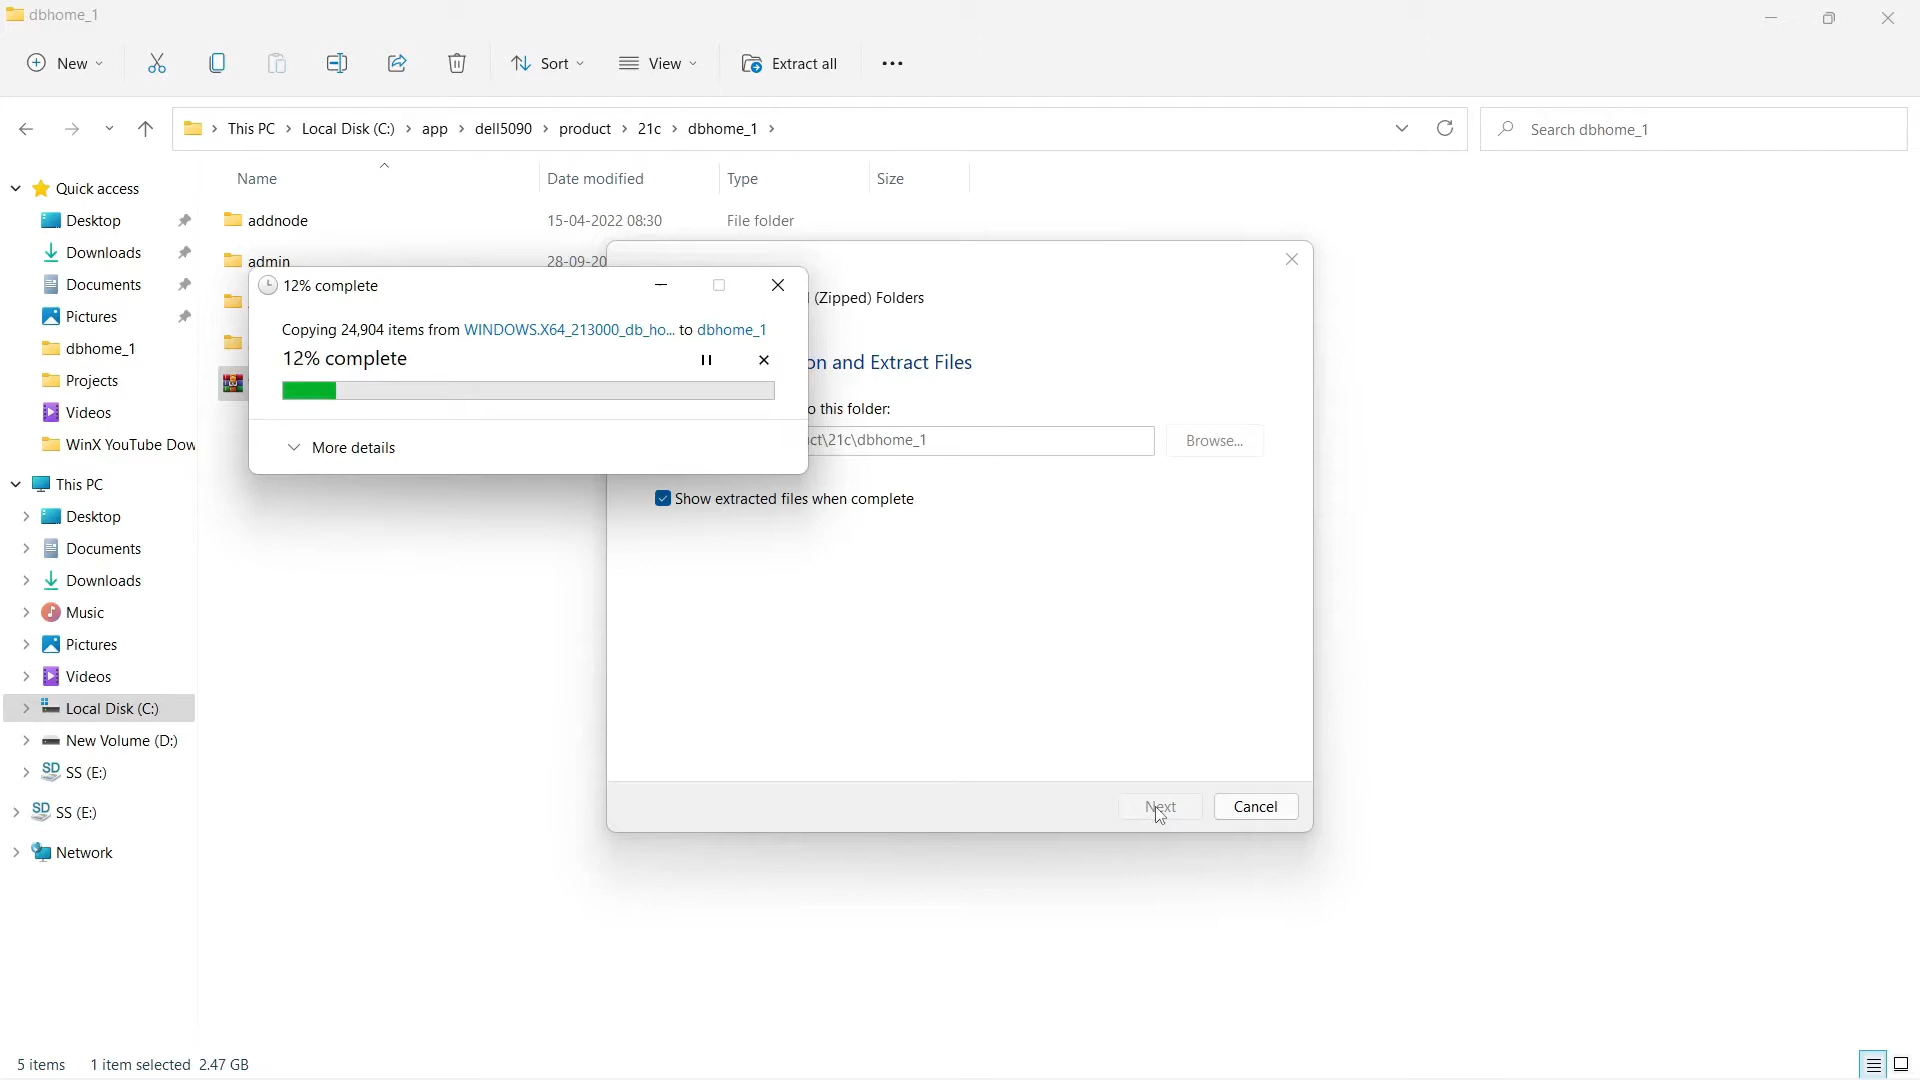 dbhome_1
New
Sort
View
Extract all
This PC
Local Disk (C:)
app
dell5090
product
21c
dbhome_1
Search dbhome_1
Name
Date modified
Type
Size
Quick access
Desktop
Downloads
Documents
Pictures
dbhome_1
Projects
Videos
WinX YouTube Dow
This PC
Desktop
Documents
Downloads
Music
Pictures
Videos
Local Disk (C:)
New Volume (D:)
SD SS (E:)
SD SS (E:)
Network
addnode 15-04-2022 08:30 File folder
admin 28-09-20
12% complete
Copying 24,904 items from WINDOWS.X64_213000_db_ho... to dbhome_1
12% complete
More details
(Zipped) Folders
on and Extract Files
o this folder:
ct\21c\dbhome_1
Browse...
Show extracted files when complete
Next
Cancel
5 items 1 item selected 2.47 GB